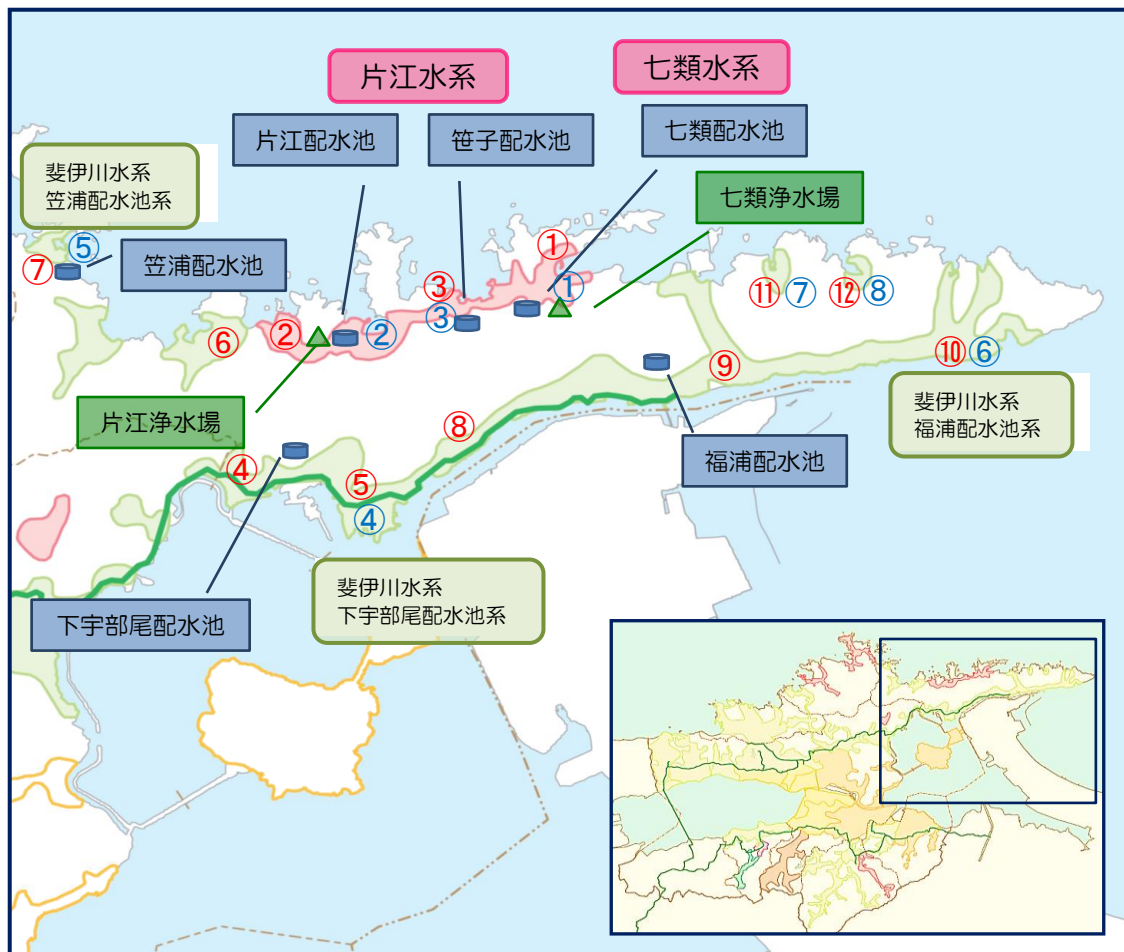 片江水系
七類水系
片江配水池
笹子配水池
七類配水池
斐伊川水系
笠浦配水池系
七類浄水場
笠浦配水池
⑤
⑦
①
①
③
③
②
②
⑥
⑪
⑦
⑫
⑧
⑩
⑥
⑨
片江浄水場
⑧
斐伊川水系
福浦配水池系
福浦配水池
④
⑤
④
斐伊川水系
下宇部尾配水池系
下宇部尾配水池